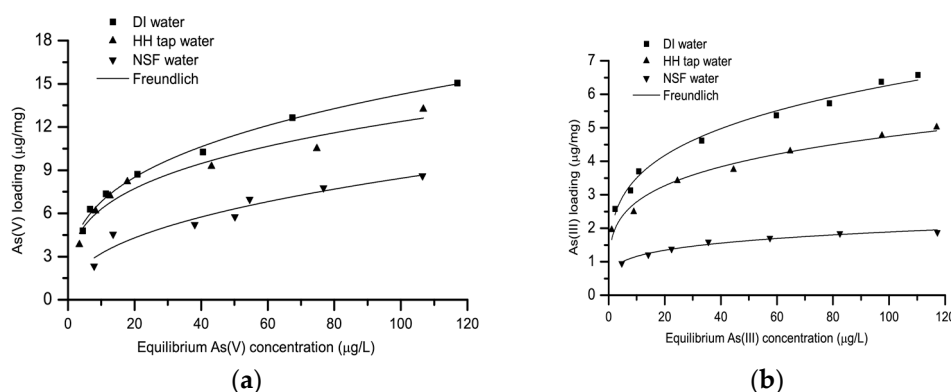 DI water
HH tap water
NSF water
Freundlich
18
15
12
9
6
3
0
As(V) loading (μg/mg)
0 20 40 60 80 100 120
Equilibrium As(V) concentration (μg/L)
(a)
DI water
HH tap water
NSF water
Freundlich
7
6
5
4
3
2
1
0
As(III) loading (μg/mg)
0 20 40 60 80 100 120
Equilibrium As(III) concentration (μg/L)
(b)